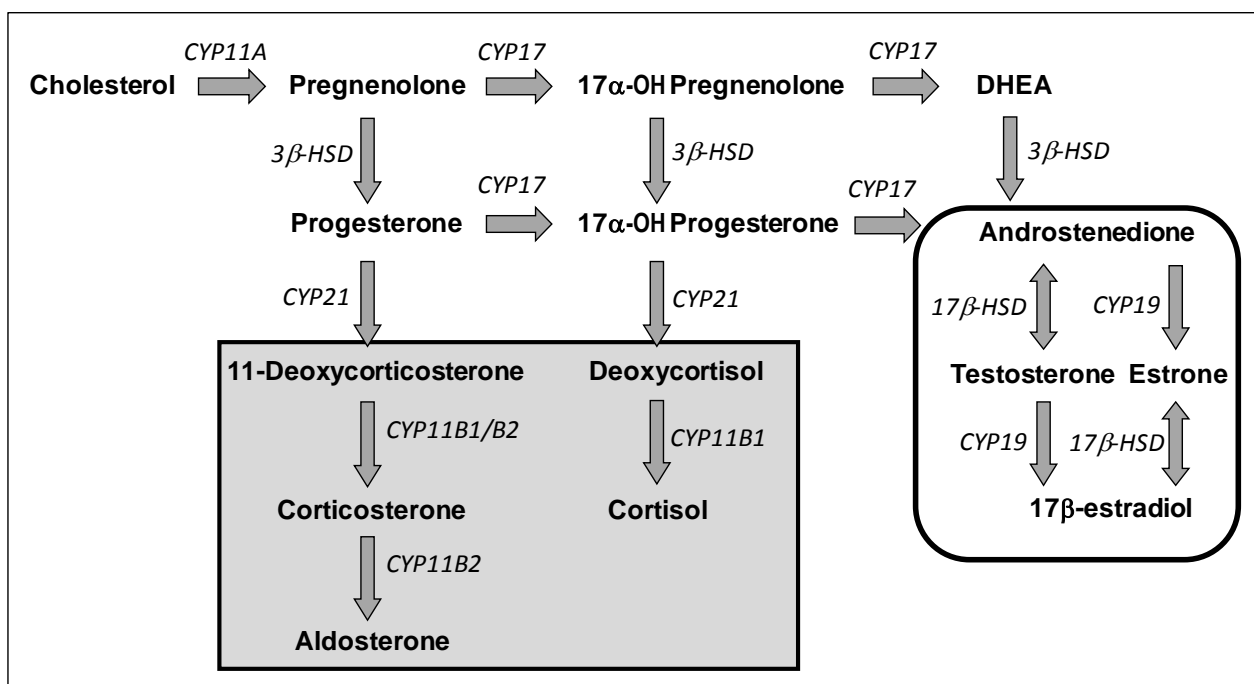 CYP11A CYP17 CYP17
Cholesterol Pregnenolone 17α-OH Pregnenolone DHEA
3β-HSD 3β-HSD 3β-HSD
CYP17 CYP17
Progesterone 17α-OH Progesterone Androstenedione
CYP21 CYP21 17β-HSD CYP19
11-Deoxycorticosterone Deoxycortisol Testosterone Estrone
CYP11B1/B2 CYP11B1 CYP19 17β-HSD
Corticosterone Cortisol 17β-estradiol
CYP11B2
Aldosterone